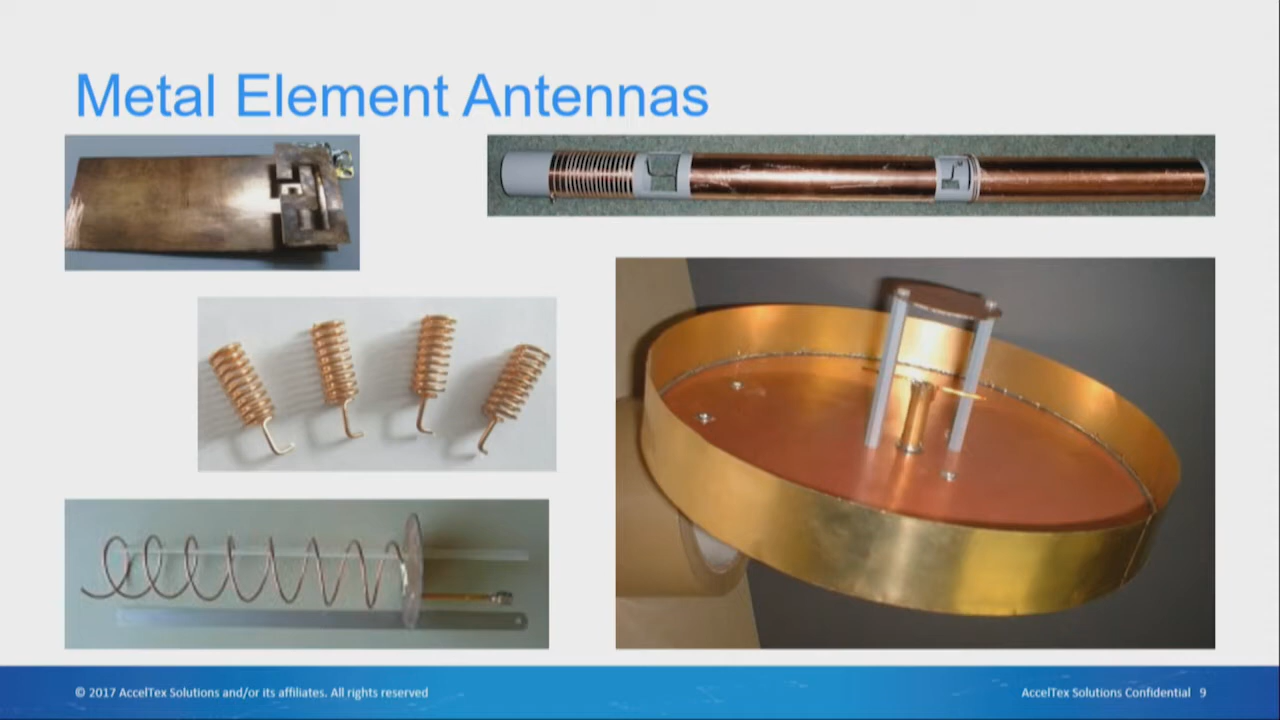 Metal Element Antennas
© 2017 AccelTex Solutions and/or its affiliates. All rights reserved
AccelTex Solutions Confidential 9